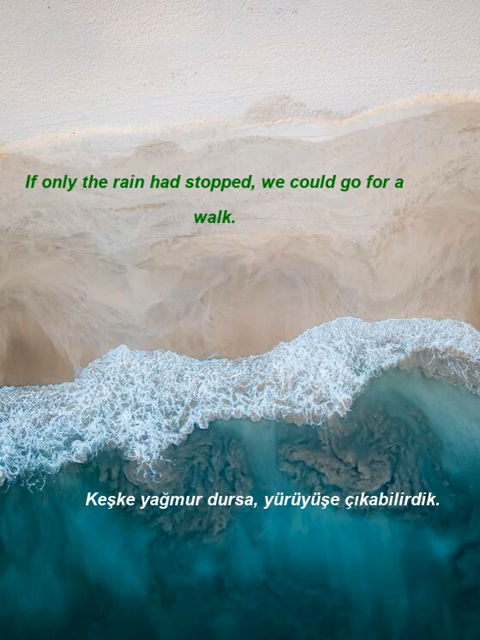 If only the rain had stopped, we could go for a
walk.
Keşke yağmur dursa, yürüyüşe çıkabilirdik.